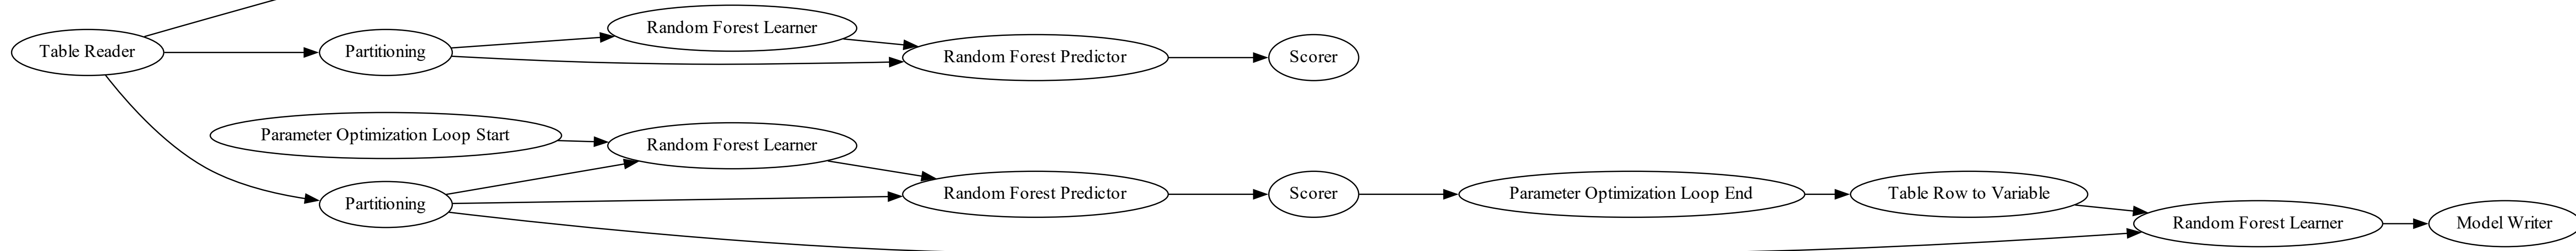 Table Reader
Partitioning
Random Forest Learner
Random Forest Predictor
Scorer
Parameter Optimization Loop Start
Random Forest Learner
Partitioning
Random Forest Predictor
Scorer
Parameter Optimization Loop End
Table Row to Variable
Random Forest Learner
Model Writer